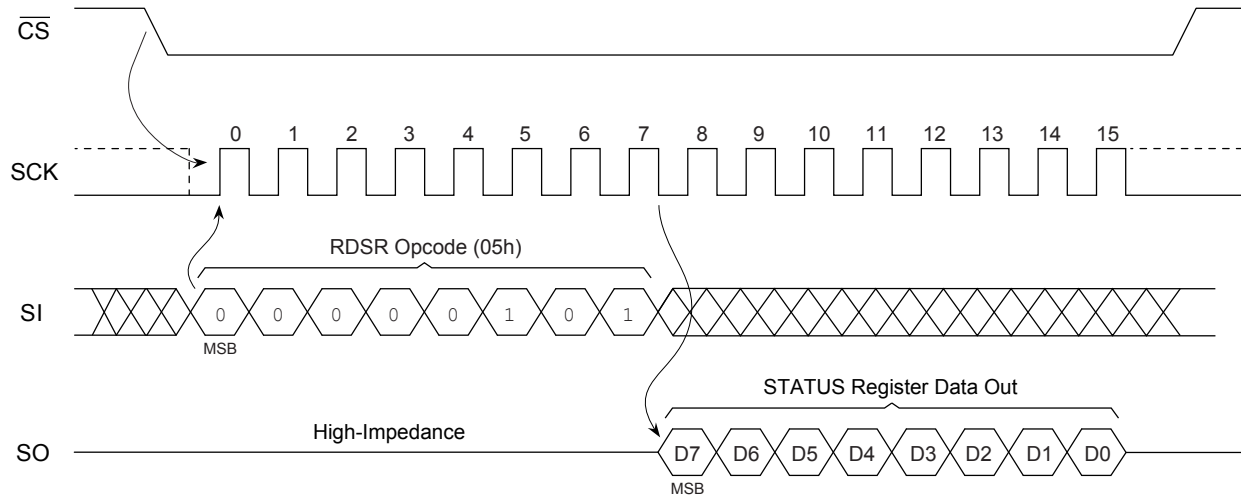 CS
0 1 2 3 4 5 6 7 8 9 10 11 12 13 14 15
SCK
RDSR Opcode (05h)
SI
0 0 0 0 0 1 0 1
MSB
STATUS Register Data Out
High-Impedance
SO
D7 D6 D5 D4 D3 D2 D1 D0
MSB